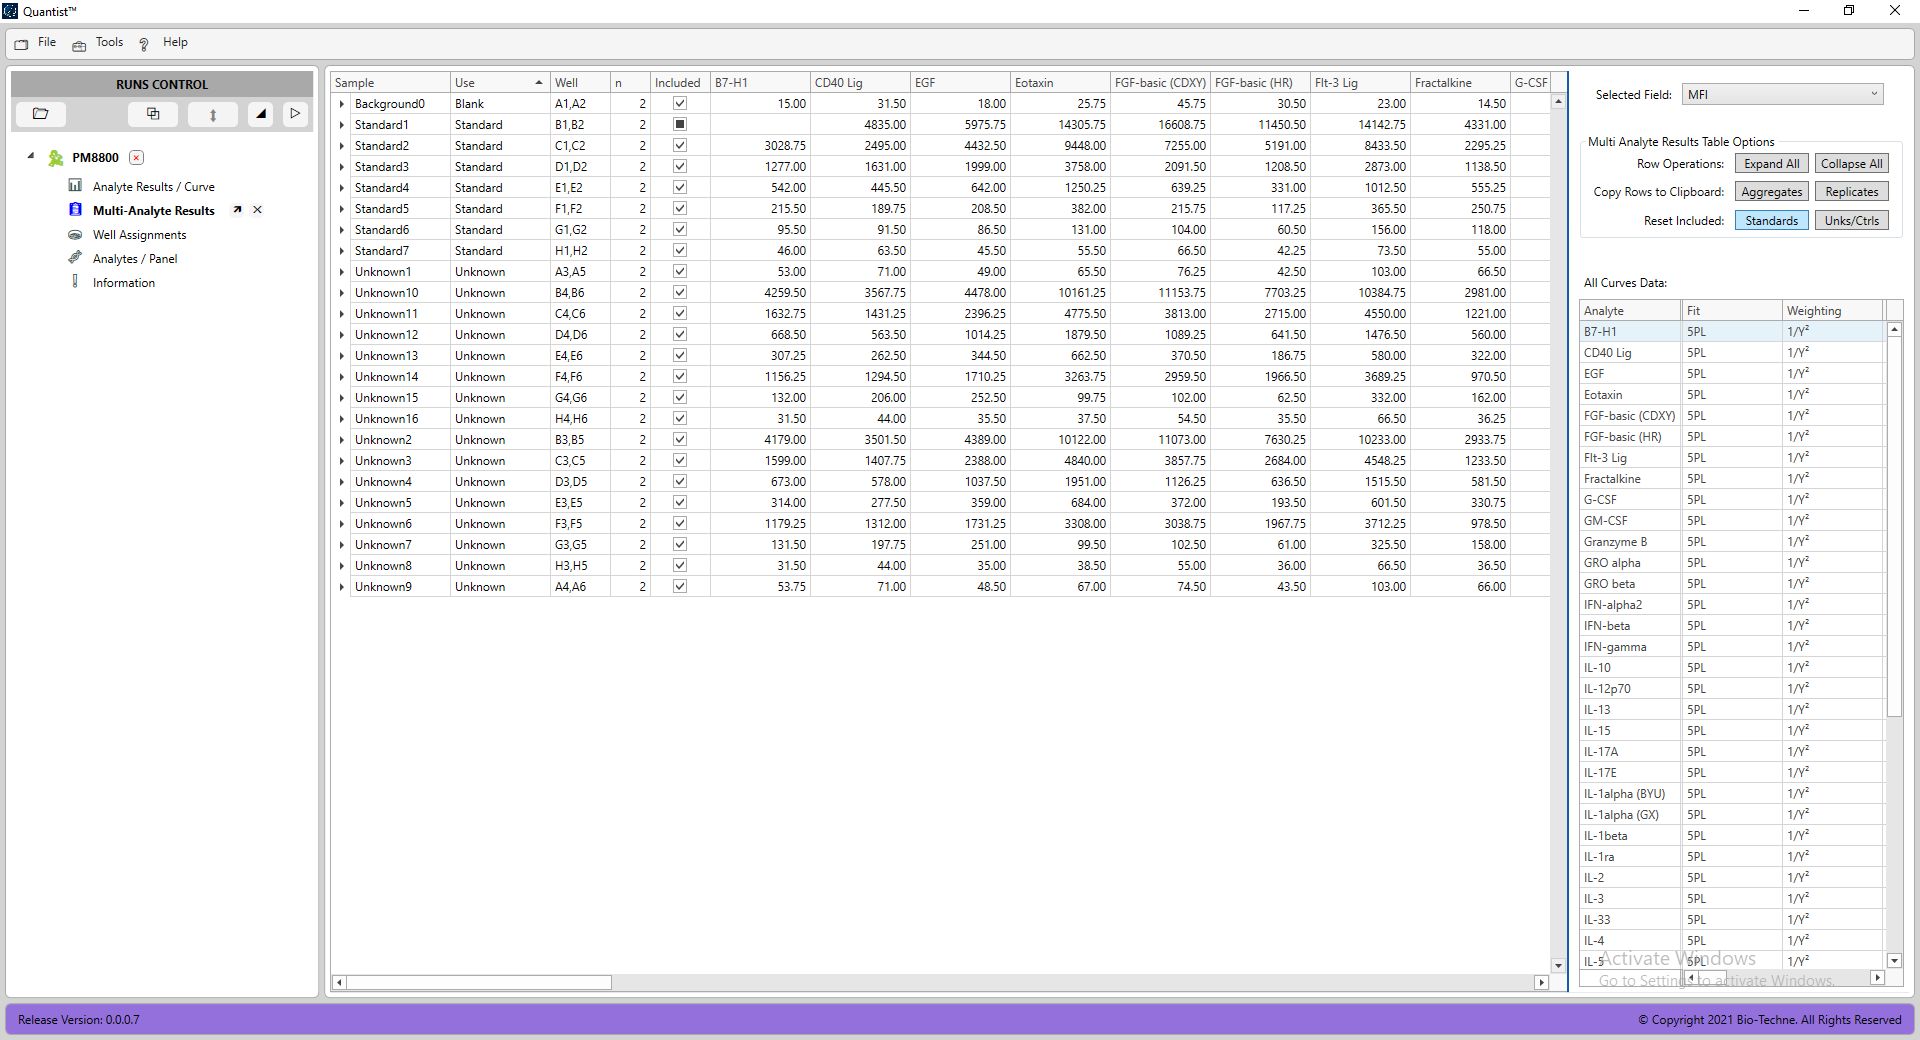 Quantist™
File Tools Help
RUNS CONTROL
PM8800
Analyte Results / Curve
Multi-Analyte Results
Well Assignments
Analytes / Panel
Information
Sample Use Well n Included B7-H1 CD40 Lig EGF Eotaxin FGF-basic (CDXY) FGF-basic (HR) Flt-3 Lig Fractalkine G-CSF
Background0 Blank A1,A2 2 15.00 31.50 18.00 25.75 45.75 30.50 23.00 14.50
Standard1 Standard B1,B2 2 4835.00 5975.75 14305.75 16608.75 11450.50 14142.75 4331.00
Standard2 Standard C1,C2 2 3028.75 2495.00 4432.50 9448.00 7255.00 5191.00 8433.50 2295.25
Standard3 Standard D1,D2 2 1277.00 1631.00 1999.00 3758.00 2091.50 1208.50 2873.00 1138.50
Standard4 Standard E1,E2 2 542.00 445.50 642.00 1250.25 639.25 331.00 1012.50 555.25
Standard5 Standard F1,F2 2 215.50 189.75 208.50 382.00 215.75 117.25 365.50 250.75
Standard6 Standard G1,G2 2 95.50 91.50 86.50 131.00 104.00 60.50 156.00 118.00
Standard7 Standard H1,H2 2 46.00 63.50 45.50 55.50 66.50 42.25 73.50 55.00
Unknown1 Unknown A3,A5 2 53.00 71.00 49.00 65.50 76.25 42.50 103.00 66.50
Unknown10 Unknown B4,B6 2 4259.50 3567.75 4478.00 10161.25 11153.75 7703.25 10384.75 2981.00
Unknown11 Unknown C4,C6 2 1632.75 1431.25 2396.25 4775.50 3813.00 2715.00 4550.00 1221.00
Unknown12 Unknown D4,D6 2 668.50 563.50 1014.25 1879.50 1089.25 641.50 1476.50 560.00
Unknown13 Unknown E4,E6 2 307.25 262.50 344.50 662.50 370.50 186.75 580.00 322.00
Unknown14 Unknown F4,F6 2 1156.25 1294.50 1710.25 3263.75 2959.50 1966.50 3689.25 970.50
Unknown15 Unknown G4,G6 2 132.00 206.00 252.50 99.75 102.00 62.50 332.00 162.00
Unknown16 Unknown H4,H6 2 31.50 44.00 35.50 37.50 54.50 35.50 66.50 36.25
Unknown2 Unknown B3,B5 2 4179.00 3501.50 4389.00 10122.00 11073.00 7630.25 10233.00 2933.75
Unknown3 Unknown C3,C5 2 1599.00 1407.75 2388.00 4840.00 3857.75 2684.00 4548.25 1233.50
Unknown4 Unknown D3,D5 2 673.00 578.00 1037.50 1951.00 1126.25 636.50 1515.50 581.50
Unknown5 Unknown E3,E5 2 314.00 277.50 359.00 684.00 372.00 193.50 601.50 330.75
Unknown6 Unknown F3,F5 2 1179.25 1312.00 1731.25 3308.00 3038.75 1967.75 3712.25 978.50
Unknown7 Unknown G3,G5 2 131.50 197.75 251.00 99.50 102.50 61.00 325.50 158.00
Unknown8 Unknown H3,H5 2 31.50 44.00 35.00 38.50 55.00 36.00 66.50 36.50
Unknown9 Unknown A4,A6 2 53.75 71.00 48.50 67.00 74.50 43.50 103.00 66.00
Selected Field: MFI
Multi Analyte Results Table Options
Row Operations: Expand All Collapse All
Copy Rows to Clipboard: Aggregates Replicates
Reset Included: Standards Unks/Ctrls
All Curves Data:
Analyte Fit Weighting
B7-H1 5PL 1/Y²
CD40 Lig 5PL 1/Y²
EGF 5PL 1/Y²
Eotaxin 5PL 1/Y²
FGF-basic (CDXY) 5PL 1/Y²
FGF-basic (HR) 5PL 1/Y²
Flt-3 Lig 5PL 1/Y²
Fractalkine 5PL 1/Y²
G-CSF 5PL 1/Y²
GM-CSF 5PL 1/Y²
Granzyme B 5PL 1/Y²
GRO alpha 5PL 1/Y²
GRO beta 5PL 1/Y²
IFN-alpha2 5PL 1/Y²
IFN-beta 5PL 1/Y²
IFN-gamma 5PL 1/Y²
IL-10 5PL 1/Y²
IL-12p70 5PL 1/Y²
IL-13 5PL 1/Y²
IL-15 5PL 1/Y²
IL-17A 5PL 1/Y²
IL-17E 5PL 1/Y²
IL-1alpha (BYU) 5PL 1/Y²
IL-1alpha (GX) 5PL 1/Y²
IL-1beta 5PL 1/Y²
IL-1ra 5PL 1/Y²
IL-2 5PL 1/Y²
IL-3 5PL 1/Y²
IL-33 5PL 1/Y²
IL-4 5PL 1/Y²
IL-5 5PL 1/Y²
Activate Windows
Go to Settings to activate Windows.
Release Version: 0.0.0.7
© Copyright 2021 Bio-Techne. All Rights Reserved